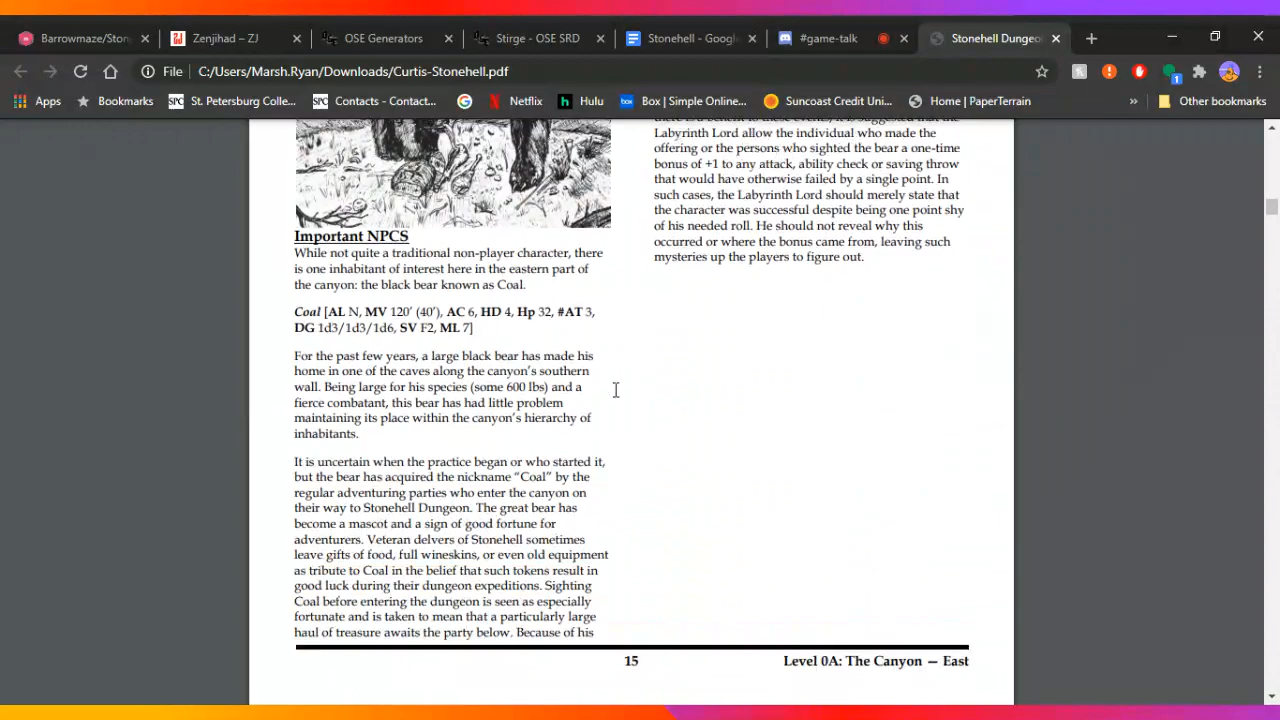 Barrowmaze/Ston
Zenjihad – ZJ
OSE Generators
Stirge - OSE SRD
Stonehell - Google
#game-talk
Stonehell Dungeo
File
C:/Users/Marsh.Ryan/Downloads/Curtis-Stonehell.pdf
1
Apps
Bookmarks
SPC
St. Petersburg Colle...
SPC
Contacts - Contact...
Netflix
h
Hulu
box
Box | Simple Online...
Suncoast Credit Uni...
Home | PaperTerrain
»
Other bookmarks
Important NPCS
While not quite a traditional non-player character, there
is one inhabitant of interest here in the eastern part of
the canyon: the black bear known as Coal.
Coal [AL N, MV 120' (40'), AC 6, HD 4, Hp 32, #AT 3,
DG 1d3/1d3/1d6, SV F2, ML 7]
For the past few years, a large black bear has made his
home in one of the caves along the canyon's southern
wall. Being large for his species (some 600 lbs) and a
fierce combatant, this bear has had little problem
maintaining its place within the canyon's hierarchy of
inhabitants.
It is uncertain when the practice began or who started it,
but the bear has acquired the nickname “Coal” by the
regular adventuring parties who enter the canyon on
their way to Stonehell Dungeon. The great bear has
become a mascot and a sign of good fortune for
adventurers. Veteran delvers of Stonehell sometimes
leave gifts of food, full wineskins, or even old equipment
as tribute to Coal in the belief that such tokens result in
good luck during their dungeon expeditions. Sighting
Coal before entering the dungeon is seen as especially
fortunate and is taken to mean that a particularly large
haul of treasure awaits the party below. Because of his
there is a benefit to these events, it is suggested that the
Labyrinth Lord allow the individual who made the
offering or the persons who sighted the bear a one-time
bonus of +1 to any attack, ability check or saving throw
that would have otherwise failed by a single point. In
such cases, the Labyrinth Lord should merely state that
the character was successful despite being one point shy
of his needed roll. He should not reveal why this
occurred or where the bonus came from, leaving such
mysteries up the players to figure out.
15
Level 0A: The Canyon — East